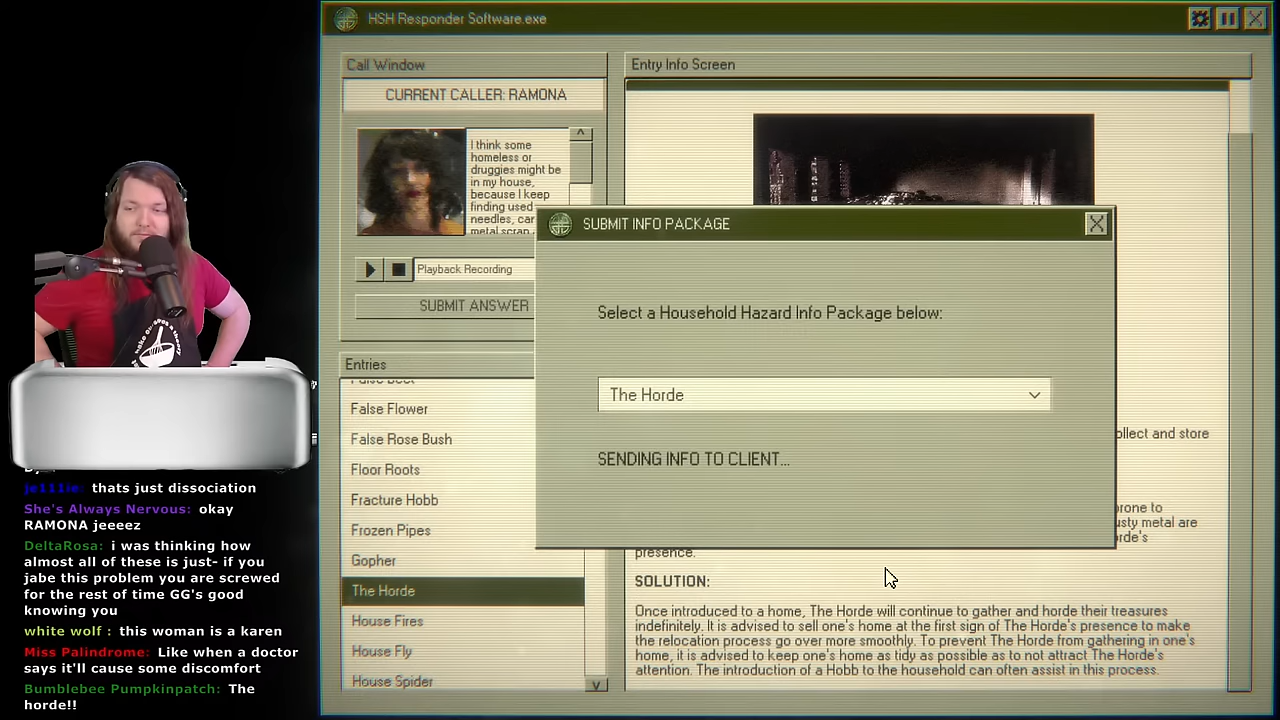 HSH Responder Software.exe
Call Window
CURRENT CALLER: RAMONA
I think some
homeless or
druggies might be
in my house,
because I keep
finding used
needles, car
metal scrap
Playback Recording
SUBMIT ANSWER
Entries
False Flower
False Rose Bush
Floor Roots
Fracture Hobb
Frozen Pipes
Gopher
The Horde
House Fires
House Fly
House Spider
Entry Info Screen
SUBMIT INFO PACKAGE
Select a Household Hazard Info Package below:
The Horde
SENDING INFO TO CLIENT...
ollect and store
prone to
usty metal are
orde's
presence.
SOLUTION:
Once introduced to a home, The Horde will continue to gather and horde their treasures
indefinitely. It is advised to sell one's home at the first sign of The Horde's presence to make
the relocation process go over more smoothly. To prevent The Horde from gathering in one's
home, it is advised to keep one's home as tidy as possible as to not attract The Horde's
attention. The introduction of a Hobb to the household can often assist in this process.
je111ie: thats just dissociation
She's Always Nervous: okay
RAMONA jeeeez
DeltaRosa: i was thinking how
almost all of these is just- if you
jabe this problem you are screwed
for the rest of time GG's good
knowing you
white wolf : this woman is a karen
Miss Palindrome: Like when a doctor
says it'll cause some discomfort
Bumblebee Pumpkinpatch: The
horde!!